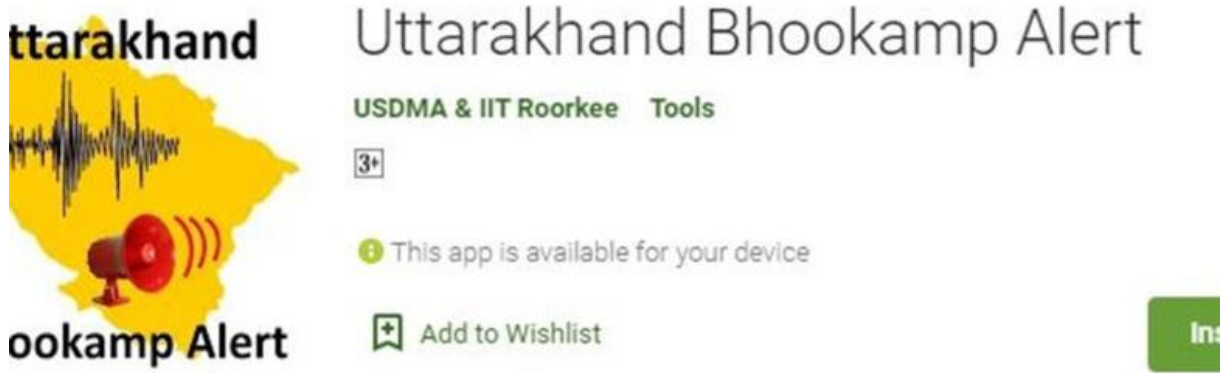 ttarakhand
ookamp Alert
Uttarakhand Bhookamp Alert
USDMA & IIT Roorkee Tools
3+
This app is available for your device
Add to Wishlist
Ins